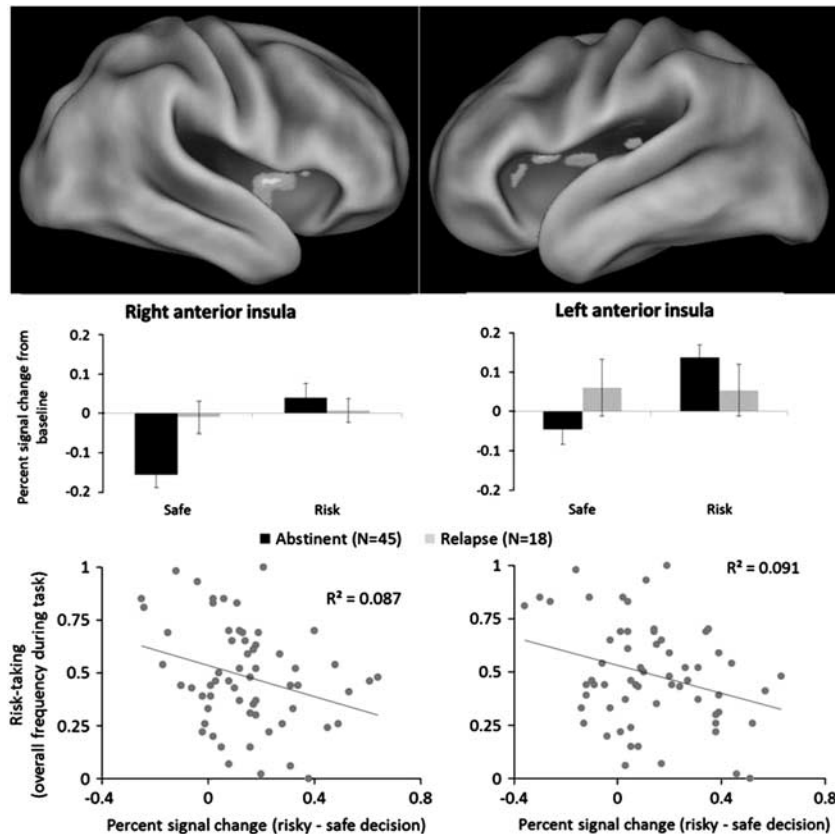 Right anterior insula
Left anterior insula
Percent signal change from
baseline
0.2
0.1
0
-0.1
-0.2
Safe
Risk
0.2
0.1
0
0.1
0.2
Safe
Risk
Abstinent (N=45)
Relapse (N=18)
Risk-taking
(overall frequency during task)
1
0.75
0.5
0.25
0
R² = 0.087
-0.4
0
0.4
0.8
Percent signal change (risky - safe decision)
1
0.75
0.5
0.25
0
R² = 0.091
-0.4
0
0.4
0.8
Percent signal change (risky - safe decision)